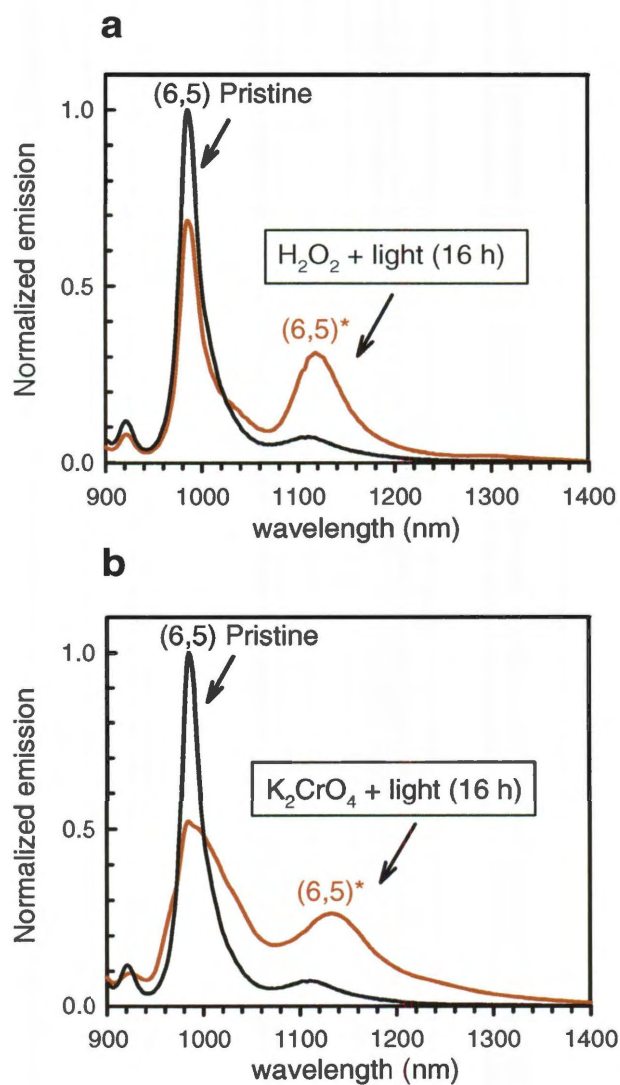 a
(6,5) Pristine
H₂O₂ + light (16 h)
(6,5)*
Normalized emission
1.0
0.5
0.0
900 1000 1100 1200 1300 1400
wavelength (nm)
b
(6,5) Pristine
K₂CrO₄ + light (16 h)
(6,5)*
Normalized emission
1.0
0.5
0.0
900 1000 1100 1200 1300 1400
wavelength (nm)